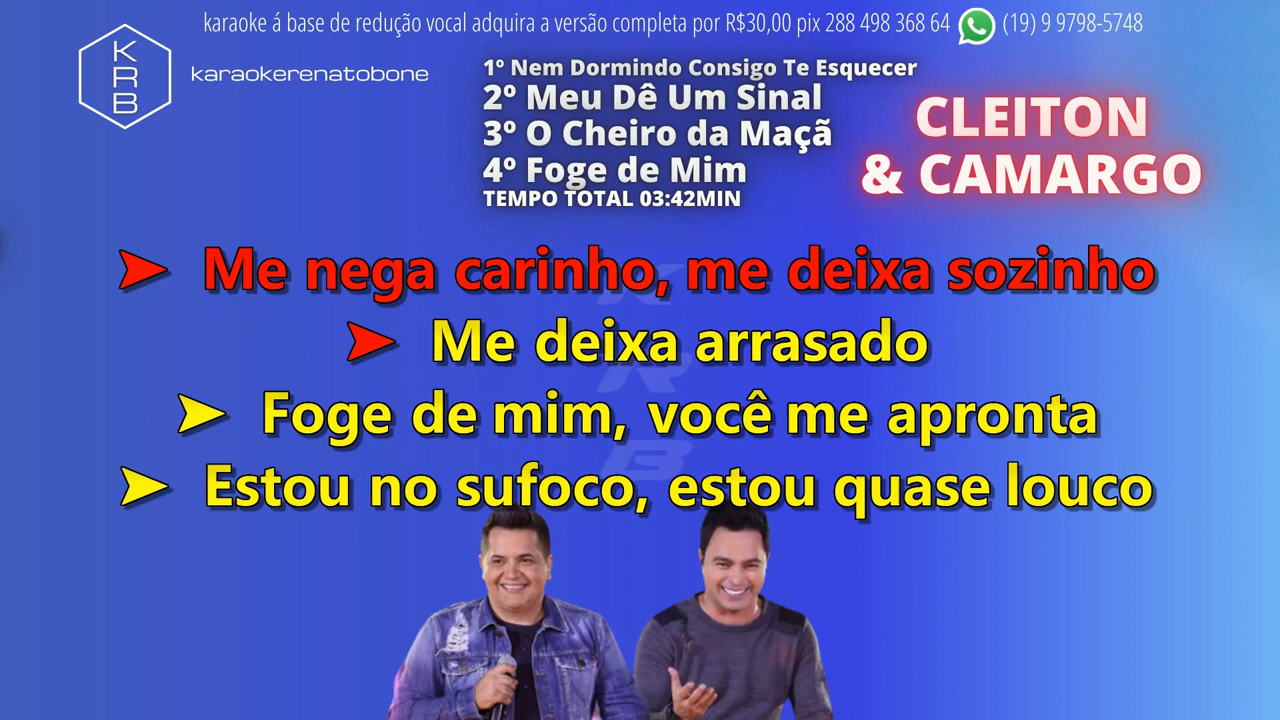 karaoke á base de redução vocal adquira a versão completa por R$30,00 pix 288 498 368 64 (19) 9 9798-5748
KRB
karaokerenatobone
1º Nem Dormindo Consigo Te Esquecer
2º Meu Dê Um Sinal
3º O Cheiro da Maçã
4º Foge de Mim
TEMPO TOTAL 03:42MIN
CLEITON
& CAMARGO
➤ Me nega carinho, me deixa sozinho
➤ Me deixa arrasado
➤ Foge de mim, você me apronta
➤ Estou no sufoco, estou quase louco
KRB